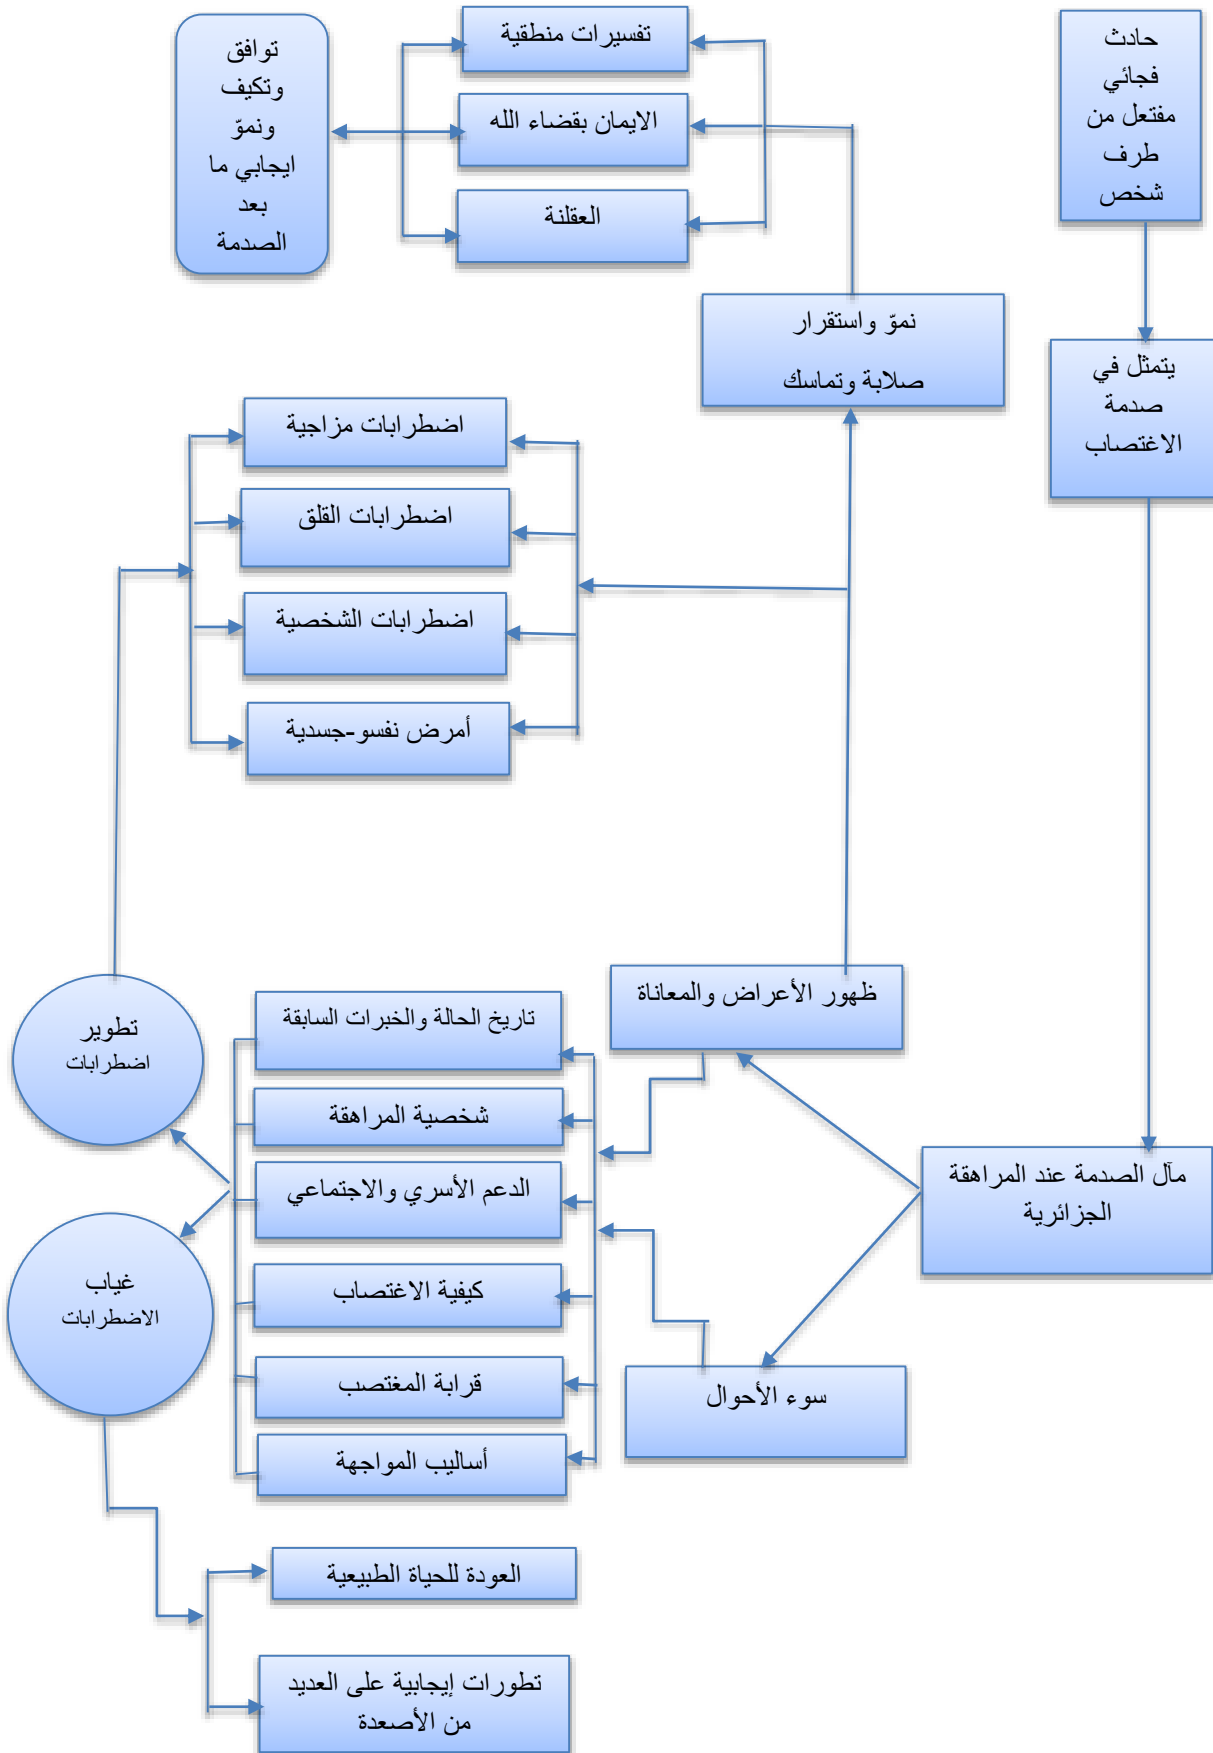 حادث
فجائي
مفتعل من
طرف
شخص
يتمثل في
صدمة
الاغتصاب
مآل الصدمة عند المراهقة
الجزائرية
ظهور الأعراض والمعاناة
سوء الأحوال
نموّ واستقرار
صلابة وتماسك
تفسيرات منطقية
الايمان بقضاء الله
العقلنة
توافق
وتكيف
ونموّ
ايجابي ما
بعد
الصدمة
اضطرابات مزاجية
اضطرابات القلق
اضطرابات الشخصية
أمرض نفسو-جسدية
تاريخ الحالة والخبرات السابقة
شخصية المراهقة
الدعم الأسري والاجتماعي
كيفية الاغتصاب
قرابة المغتصب
أساليب المواجهة
تطوير
اضطرابات
غياب
الاضطرابات
العودة للحياة الطبيعية
تطورات إيجابية على العديد
من الأصعدة